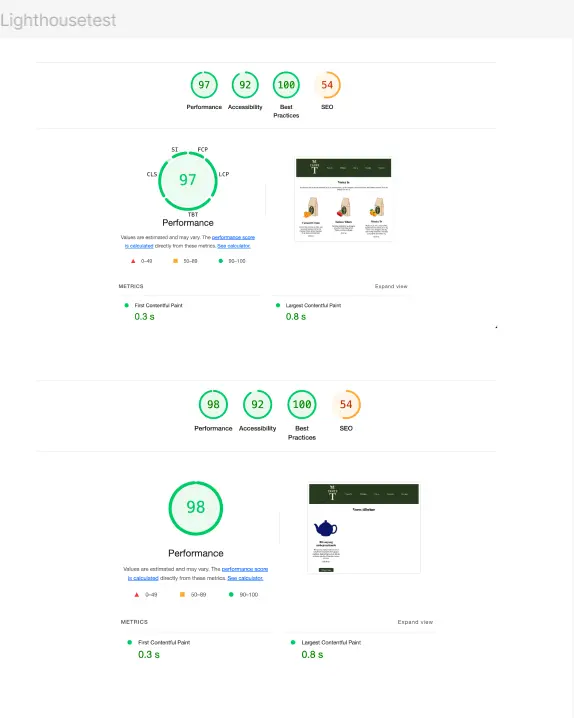 Lighthousetest
97
92
100
54
Performance
Accessibility
Best
Practices
SEO
SI
FCP
CLS
LCP
97
TBT
Performance
Values are estimated and may vary. The performance score
is calculated directly from these metrics. See calculator.
0–49
50–89
90–100
METRICS
Expand view
First Contentful Paint
0.3 s
Largest Contentful Paint
0.8 s
98
92
100
54
Performance
Accessibility
Best
Practices
SEO
98
Performance
Values are estimated and may vary. The performance score
is calculated directly from these metrics. See calculator.
0–49
50–89
90–100
METRICS
Expand view
First Contentful Paint
0.3 s
Largest Contentful Paint
0.8 s